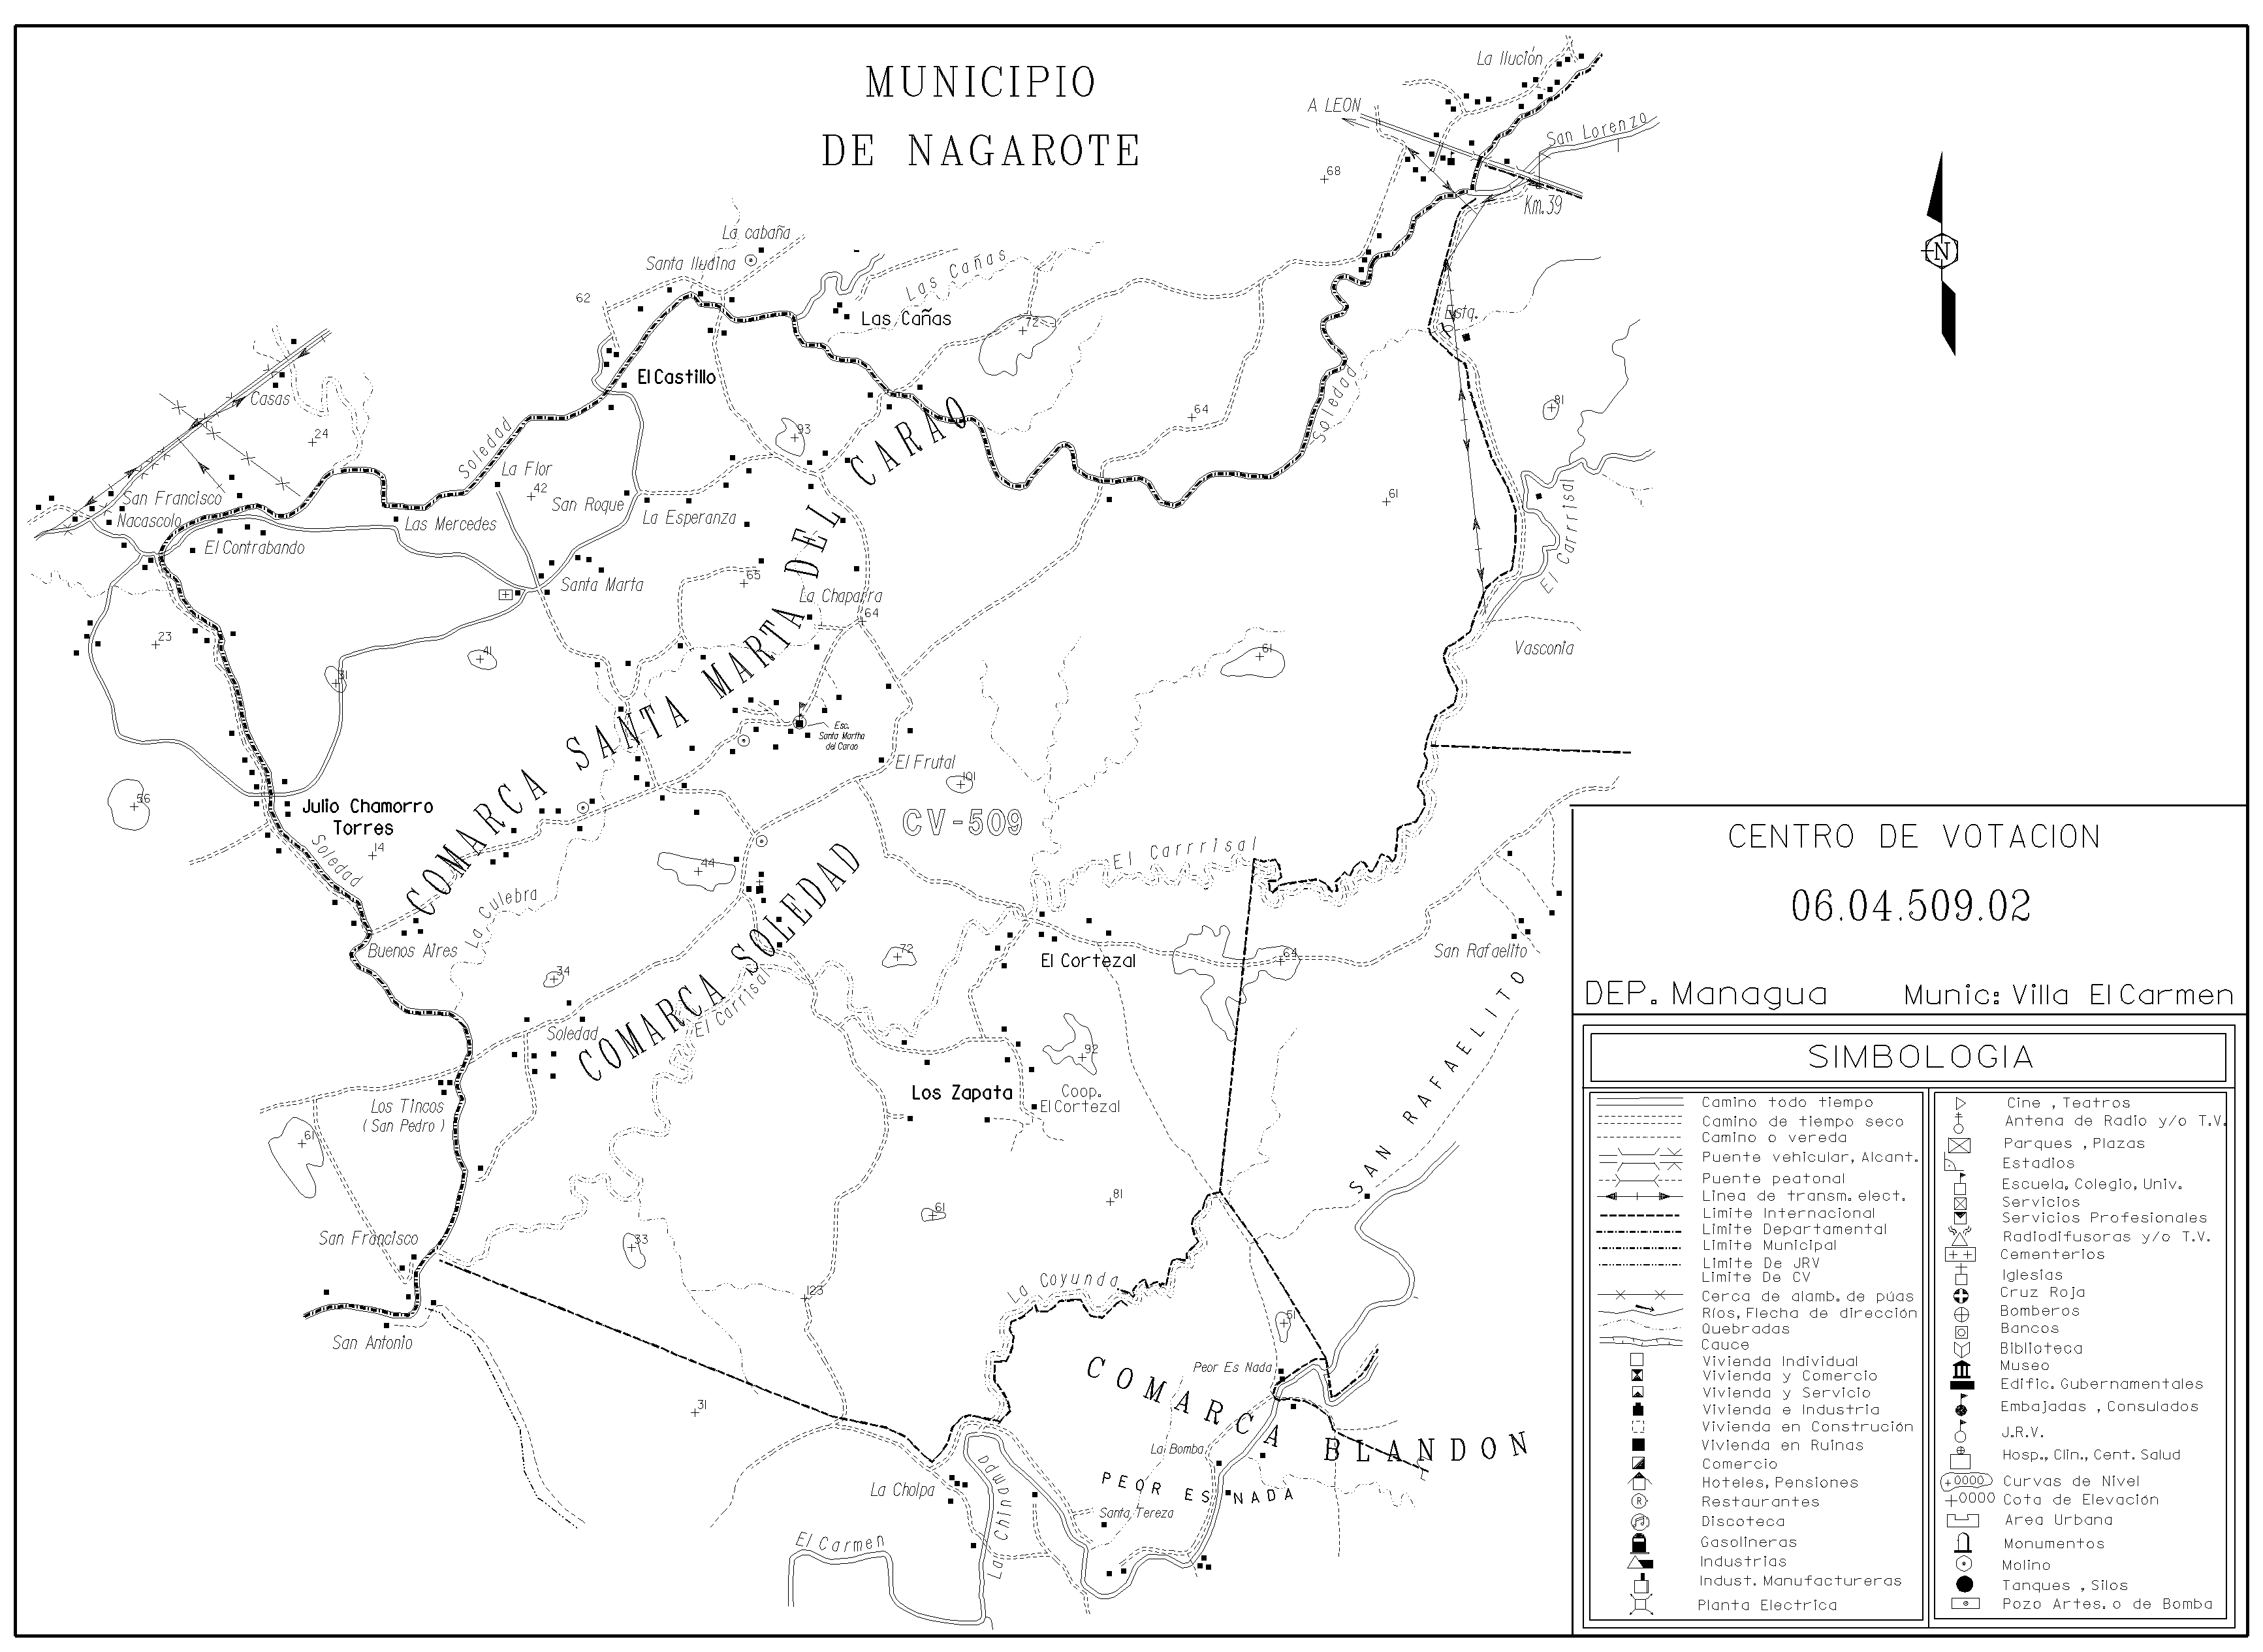 MUNICIPIO
DE NAGAROTE
La Ilución
A LEON
San Lorenzo
68
Km.39
La cabaña
Santa Iludina
62
Las Cañas
Las Cañas
72
Estq.
El Castillo
Casas
24
Soledad
93
64
Soledad
81
La Flor
42
San Francisco
Nacascolo
San Roque
La Esperanza
Las Mercedes
El Contrabando
61
El Carrrisal
Santa Marta
65
La Chaparra
64
23
41
31
61
Vasconia
COMARCA SANTA MARTA DEL CARAO
Esc.
Santa Martha
del Carao
El Frutal
101
56
Julio Chamorro
Torres
14
Soledad
CV-509
44
El Carrrisal
La Culebra
Buenos Aires
COMARCA SOLEDAD
73
34
El Carrisal
Soledad
El Cortezal
64
San Rafaelito
92
Los Zapata
Coop.
El Cortezal
Los Tincos
(San Pedro)
61
SAN RAFAELITO
81
61
San Francisco
33
La Coyunda
123
51
San Antonio
Peor Es Nada
31
COMARCA BLANDON
La Bomba
PEOR ES NADA
La Cholpa
Santa Tereza
La Chinampa
El Carmen
N
CENTRO DE VOTACION
06.04.509.02
DEP. Managua Munic: Villa El Carmen
SIMBOLOGIA
Camino todo tiempo
Camino de tiempo seco
Camino o vereda
Puente vehicular, Alcant.
Puente peatonal
Linea de transm. elect.
Limite Internacional
Limite Departamental
Limite Municipal
Limite De JRV
Limite De CV
Cerca de alamb. de púas
Ríos, Flecha de dirección
Quebradas
Cauce
Vivienda Individual
Vivienda y Comercio
Vivienda y Servicio
Vivienda e Industria
Vivienda en Construción
Vivienda en Ruinas
Comercio
Hoteles, Pensiones
R Restaurantes
Discoteca
Gasolineras
Industrias
Indust. Manufactureras
Planta Electrica
Cine , Teatros
Antena de Radio y/o T.V.
Parques , Plazas
Estadios
Escuela, Colegio, Univ.
Servicios
Servicios Profesionales
Radiodifusoras y/o T.V.
Cementerios
Iglesias
Cruz Roja
Bomberos
Bancos
Biblioteca
Museo
Edific. Gubernamentales
Embajadas , Consulados
J.R.V.
Hosp., Clin., Cent. Salud
+0000 Curvas de Nivel
+0000 Cota de Elevación
Area Urbana
Monumentos
Molino
Tanques , Silos
Pozo Artes. o de Bomba